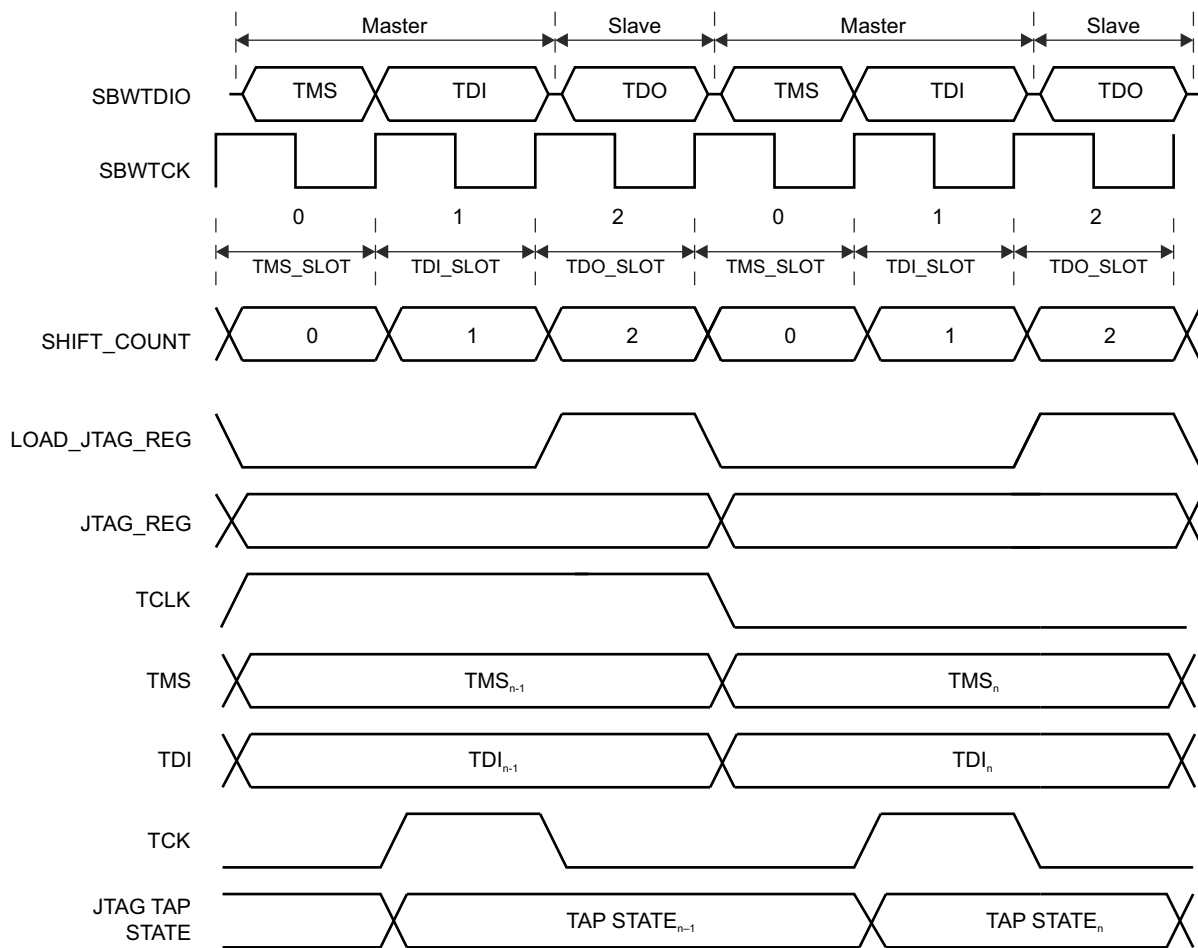 Master Slave Master Slave
SBWTDIO TMS TDI TDO TMS TDI TDO
SBWTCK
0 1 2 0 1 2
TMS_SLOT TDI_SLOT TDO_SLOT TMS_SLOT TDI_SLOT TDO_SLOT
SHIFT_COUNT 0 1 2 0 1 2
LOAD_JTAG_REG
JTAG_REG
TCLK
TMS TMSn-1 TMSn
TDI TDIn-1 TDIn
TCK
JTAG TAP
STATE TAP STATEn–1 TAP STATEn